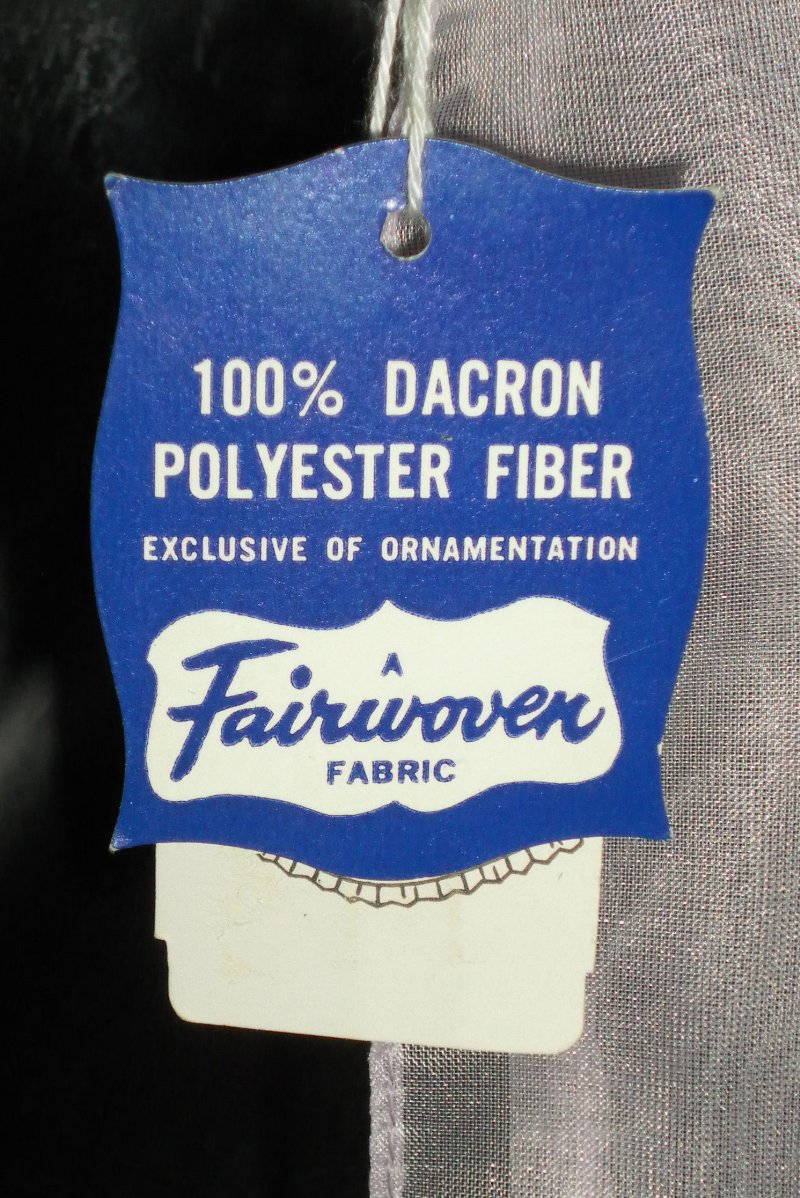 100% DACRON
POLYESTER FIBER
EXCLUSIVE OF ORNAMENTATION
A
Fairwoven
FABRIC